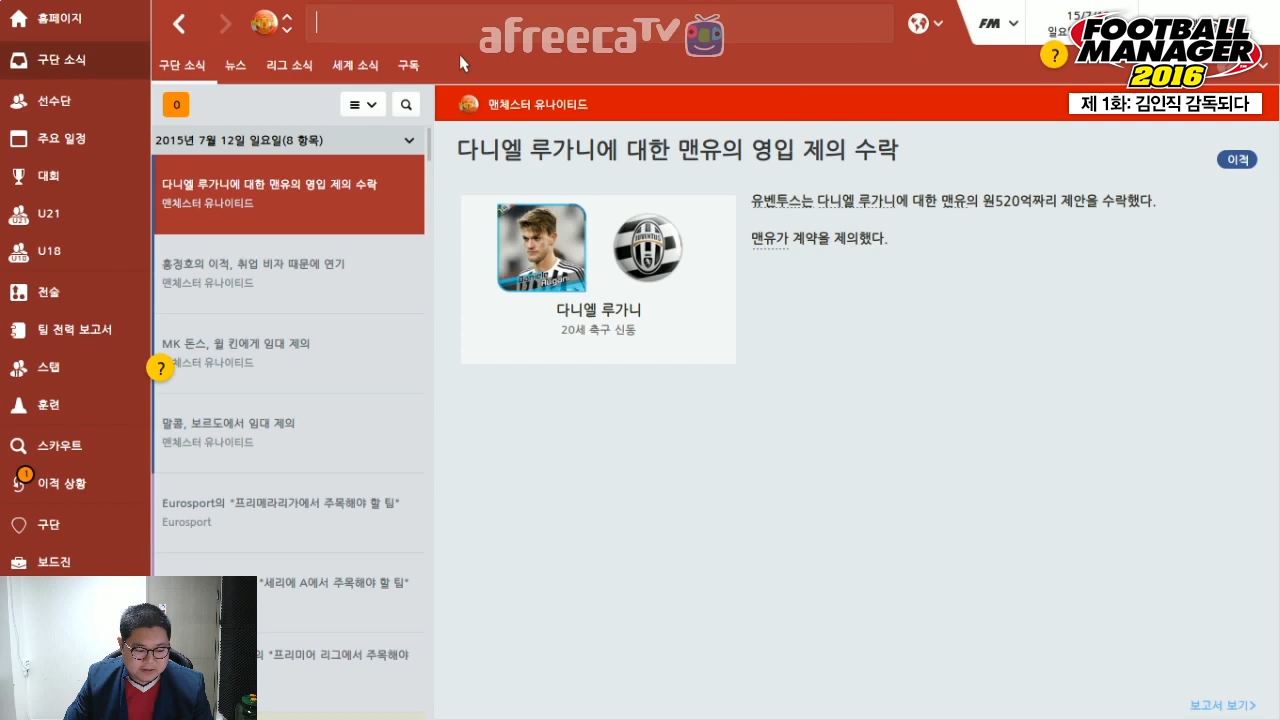 홈페이지
구단 소식
선수단
주요 일정
대회
U21
U21
U18
U18
전술
팀 전력 보고서
스탭
훈련
스카우트
1
이적 상황
구단
보드진
afreecaTV
FM
15/7/
일요
?
FOOTBALL
MANAGER
2016
제 1화: 김인직 감독되다
구단 소식 뉴스 리그 소식 세계 소식 구독
0
2015년 7월 12일 일요일(8 항목)
다니엘 루가니에 대한 맨유의 영입 제의 수락
맨체스터 유나이티드
홍정호의 이적, 취업 비자 때문에 연기
맨체스터 유나이티드
MK 돈스, 윌 킨에게 임대 제의
?
체스터 유나이티드
말콤, 보르도에서 임대 제의
맨체스터 유나이티드
Eurosport의 "프리메라리가에서 주목해야 할 팀"
Eurosport
"세리에 A에서 주목해야 할 팀"
의 "프리미어 리그에서 주목해야
맨체스터 유나이티드
다니엘 루가니에 대한 맨유의 영입 제의 수락
이적
JUVENTUS
Daniele
Rugani
다니엘 루가니
20세 축구 신동
유벤투스는 다니엘 루가니에 대한 맨유의 원520억짜리 제안을 수락했다.
맨유가 계약을 제의했다.
보고서 보기>